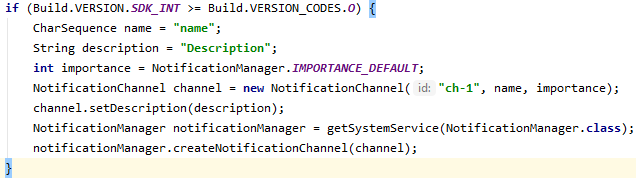 if (Build.VERSION.SDK_INT >= Build.VERSION_CODES.O) {
CharSequence name = "name";
String description = "Description";
int importance = NotificationManager.IMPORTANCE_DEFAULT;
NotificationChannel channel = new NotificationChannel( id: "ch-1", name, importance);
channel.setDescription(description);
NotificationManager notificationManager = getSystemService(NotificationManager.class);
notificationManager.createNotificationChannel(channel);
}